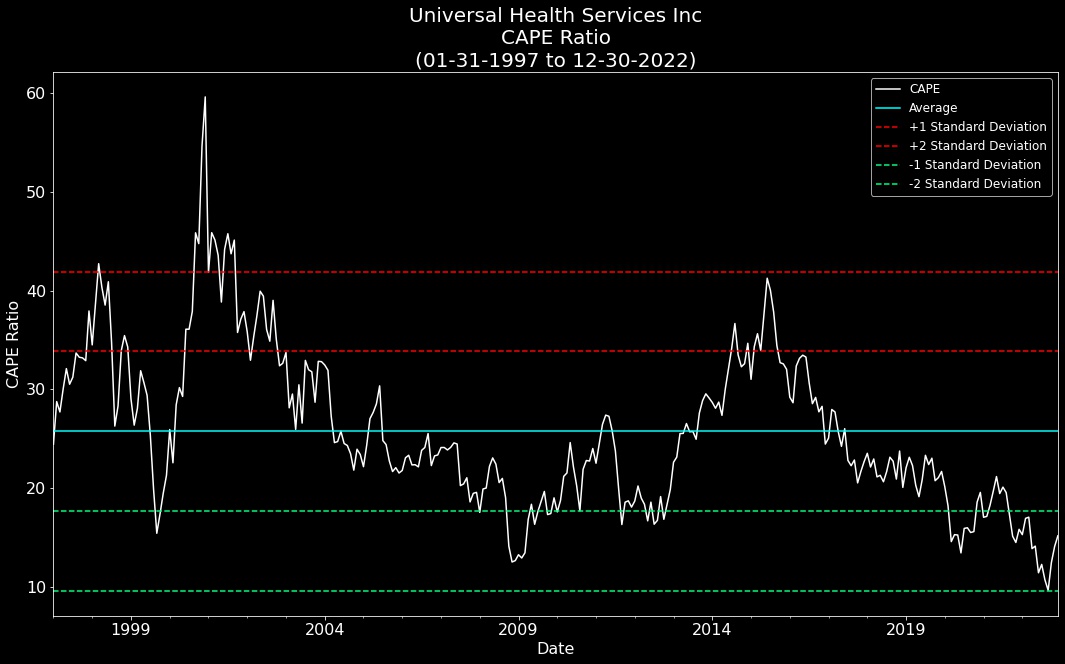 Universal Health Services Inc
CAPE Ratio
(01-31-1997 to 12-30-2022)
CAPE
Average
+1 Standard Deviation
+2 Standard Deviation
-1 Standard Deviation
-2 Standard Deviation
CAPE Ratio
60
50
40
30
20
10
1999 2004 2009 2014 2019
Date